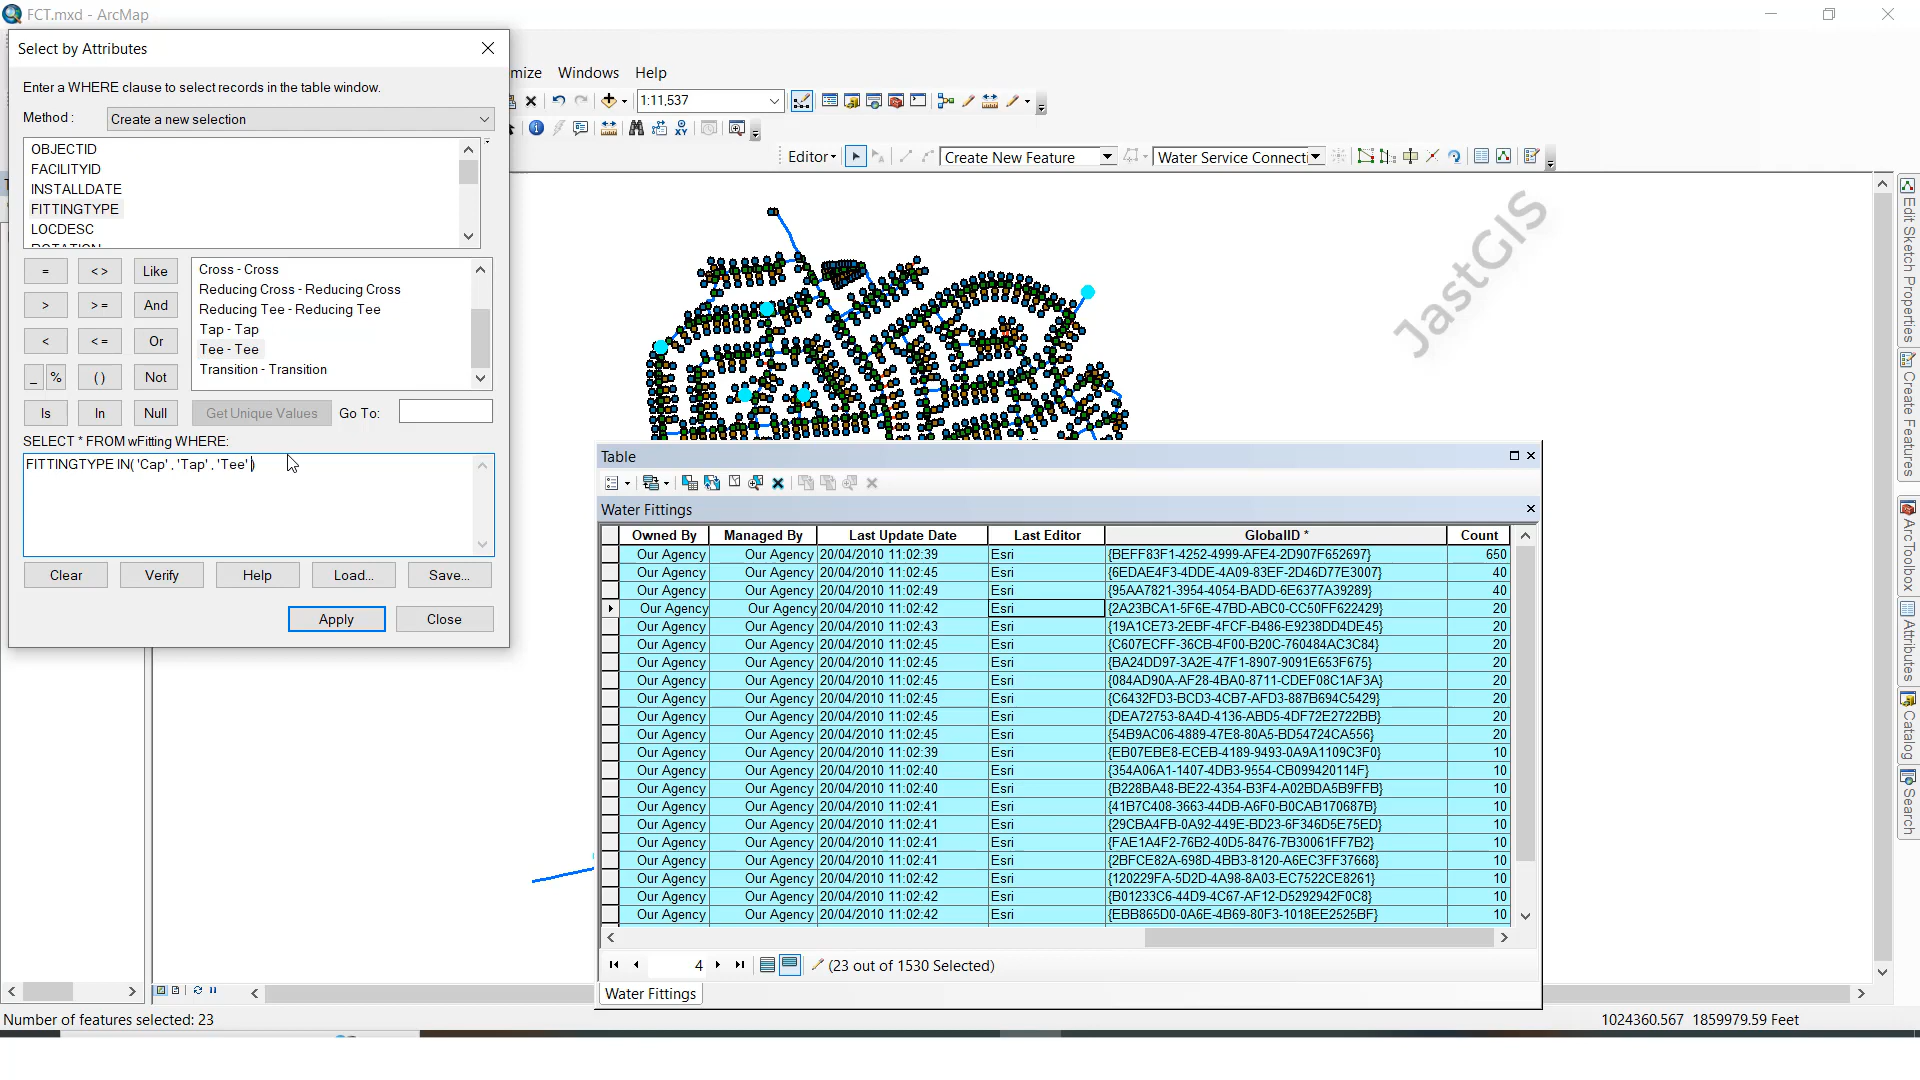 FCT.mxd - ArcMap
Select by Attributes
Enter a WHERE clause to select records in the table window.
Method :
Create a new selection
OBJECTID
FACILITYID
INSTALLDATE
FITTINGTYPE
LOCDESC
ROTATION
= < > Like
> > = And
< < = Or
_ % ( ) Not
Is In Null
Cross - Cross
Reducing Cross - Reducing Cross
Reducing Tee - Reducing Tee
Tap - Tap
Tee - Tee
Transition - Transition
Get Unique Values Go To:
SELECT * FROM wFitting WHERE:
FITTINGTYPE IN( 'Cap' , 'Tap' , 'Tee' )
Clear Verify Help Load... Save...
Apply Close
mize Windows Help
1:11,537
Editor Create New Feature Water Service Connecti
JastGIS
Edit Sketch Properties
Create Features
ArcToolbox
Attributes
Catalog
Search
Table
Water Fittings
Owned By Managed By Last Update Date Last Editor GlobalID * Count
Our Agency Our Agency 20/04/2010 11:02:39 Esri {BEFF83F1-4252-4999-AFE4-2D907F652697} 650
Our Agency Our Agency 20/04/2010 11:02:45 Esri {6EDAE4F3-4DDE-4A09-83EF-2D46D77E3007} 40
Our Agency Our Agency 20/04/2010 11:02:49 Esri {95AA7821-3954-4054-BADD-6E6377A39289} 40
Our Agency Our Agency 20/04/2010 11:02:42 Esri {2A23BCA1-5F6E-47BD-ABC0-CC50FF622429} 20
Our Agency Our Agency 20/04/2010 11:02:43 Esri {19A1CE73-2EBF-4FCF-B486-E9238DD4DE45} 20
Our Agency Our Agency 20/04/2010 11:02:45 Esri {C607ECFF-36CB-4F00-B20C-760484AC3C84} 20
Our Agency Our Agency 20/04/2010 11:02:45 Esri {BA24DD97-3A2E-47F1-8907-9091E653F675} 20
Our Agency Our Agency 20/04/2010 11:02:45 Esri {084AD90A-AF28-4BA0-8711-CDEF08C1AF3A} 20
Our Agency Our Agency 20/04/2010 11:02:45 Esri {C6432FD3-BCD3-4CB7-AFD3-887B694C5429} 20
Our Agency Our Agency 20/04/2010 11:02:45 Esri {DEA72753-8A4D-4136-ABD5-4DF72E2722BB} 20
Our Agency Our Agency 20/04/2010 11:02:45 Esri {54B9AC06-4889-47E8-80A5-BD54724CA556} 20
Our Agency Our Agency 20/04/2010 11:02:39 Esri {EB07EBE8-ECEB-4189-9493-0A9A1109C3F0} 10
Our Agency Our Agency 20/04/2010 11:02:40 Esri {354A06A1-1407-4DB3-9554-CB099420114F} 10
Our Agency Our Agency 20/04/2010 11:02:40 Esri {B228BA48-BE22-4354-B3F4-A02BDA5B9FFB} 10
Our Agency Our Agency 20/04/2010 11:02:41 Esri {41B7C408-3663-44DB-A6F0-B0CAB170687B} 10
Our Agency Our Agency 20/04/2010 11:02:41 Esri {29CBA4FB-0A92-449E-BD23-6F346D5E75ED} 10
Our Agency Our Agency 20/04/2010 11:02:41 Esri {FAE1A4F2-76B2-40D5-8476-7B30061FF7B2} 10
Our Agency Our Agency 20/04/2010 11:02:41 Esri {2BFCE82A-698D-4BB3-8120-A6EC3FF37668} 10
Our Agency Our Agency 20/04/2010 11:02:42 Esri {120229FA-5D2D-4A98-8A03-EC7522CE8261} 10
Our Agency Our Agency 20/04/2010 11:02:42 Esri {B01233C6-44D9-4C67-AF12-D5292942F0C8} 10
Our Agency Our Agency 20/04/2010 11:02:42 Esri {EBB865D0-0A6E-4B69-80F3-1018EE2525BF} 10
4 (23 out of 1530 Selected)
Water Fittings
Number of features selected: 23
1024360.567 1859979.59 Feet